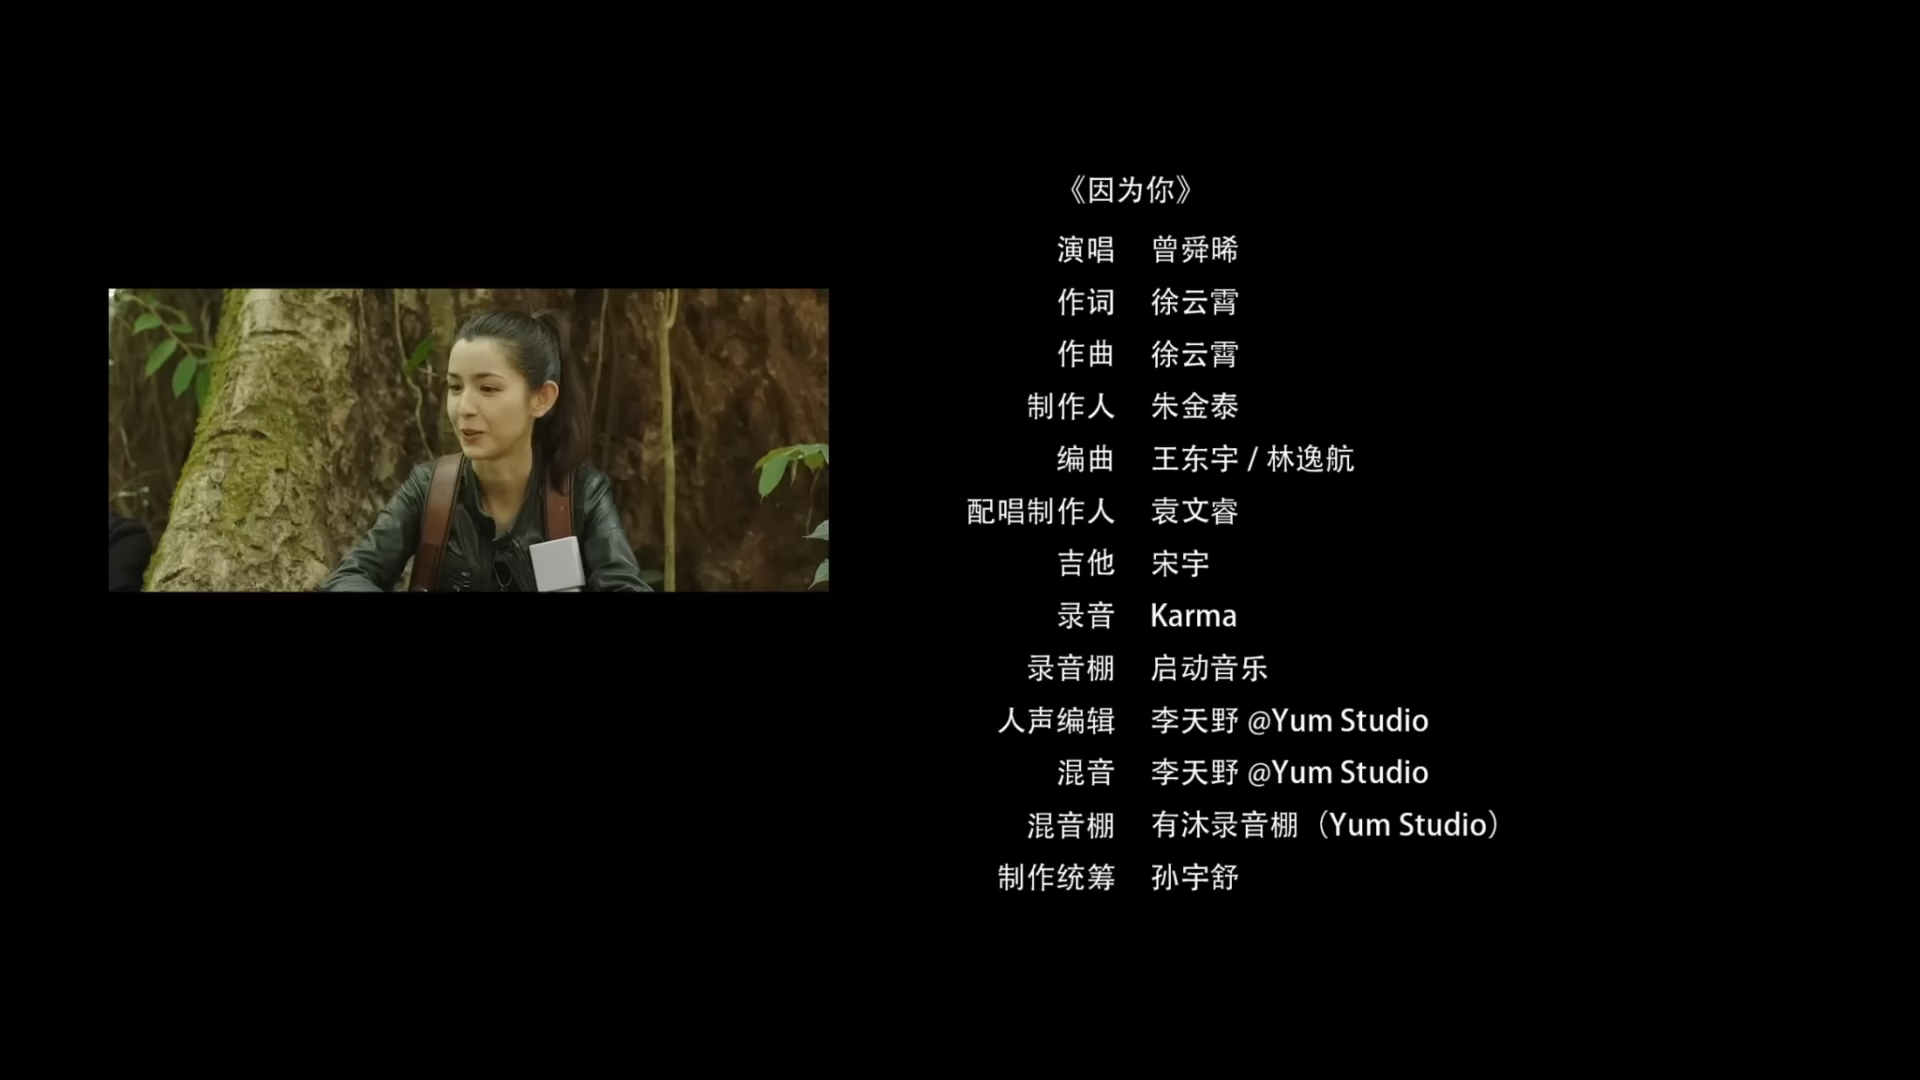 《因为你》
演唱 曾舜晞
作词 徐云霄
作曲 徐云霄
制作人 朱金泰
编曲 王东宇 / 林逸航
配唱制作人 袁文睿
吉他 宋宇
录音 Karma
录音棚 启动音乐
人声编辑 李天野 @Yum Studio
混音 李天野 @Yum Studio
混音棚 有沐录音棚（Yum Studio）
制作统筹 孙宇舒